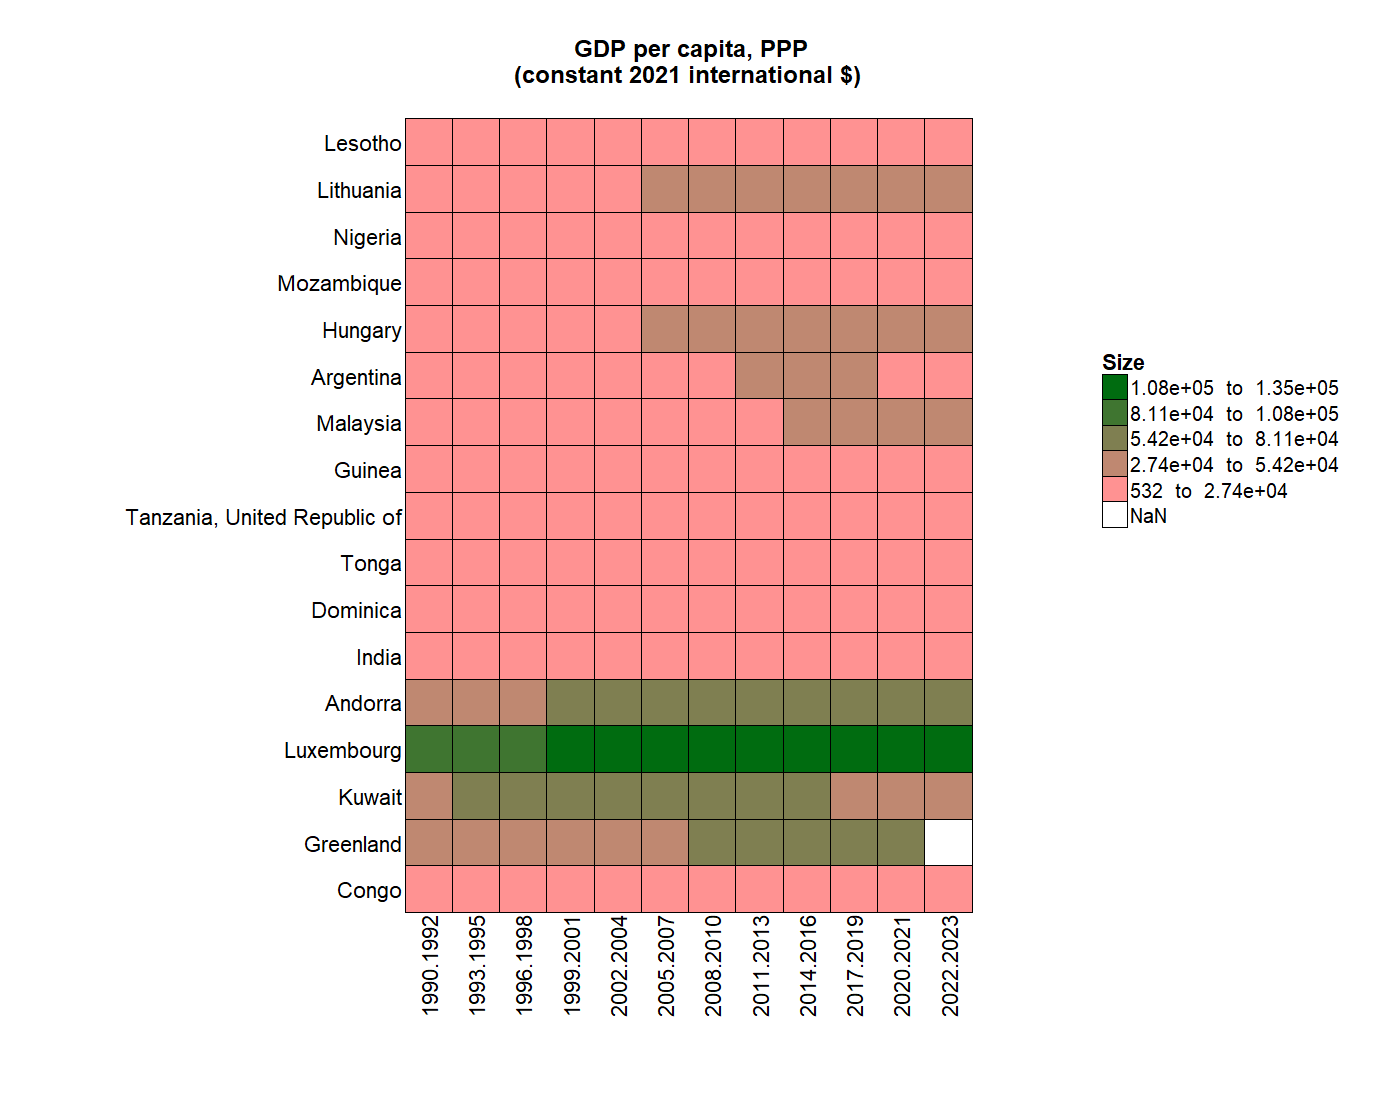 GDP per capita, PPP
(constant 2021 international $)
Lesotho
Lithuania
Nigeria
Mozambique
Hungary
Argentina
Malaysia
Guinea
Tanzania, United Republic of
Tonga
Dominica
India
Andorra
Luxembourg
Kuwait
Greenland
Congo
1990.1992
1993.1995
1996.1998
1999.2001
2002.2004
2005.2007
2008.2010
2011.2013
2014.2016
2017.2019
2020.2021
2022.2023
Size
1.08e+05 to 1.35e+05
8.11e+04 to 1.08e+05
5.42e+04 to 8.11e+04
2.74e+04 to 5.42e+04
532 to 2.74e+04
NaN